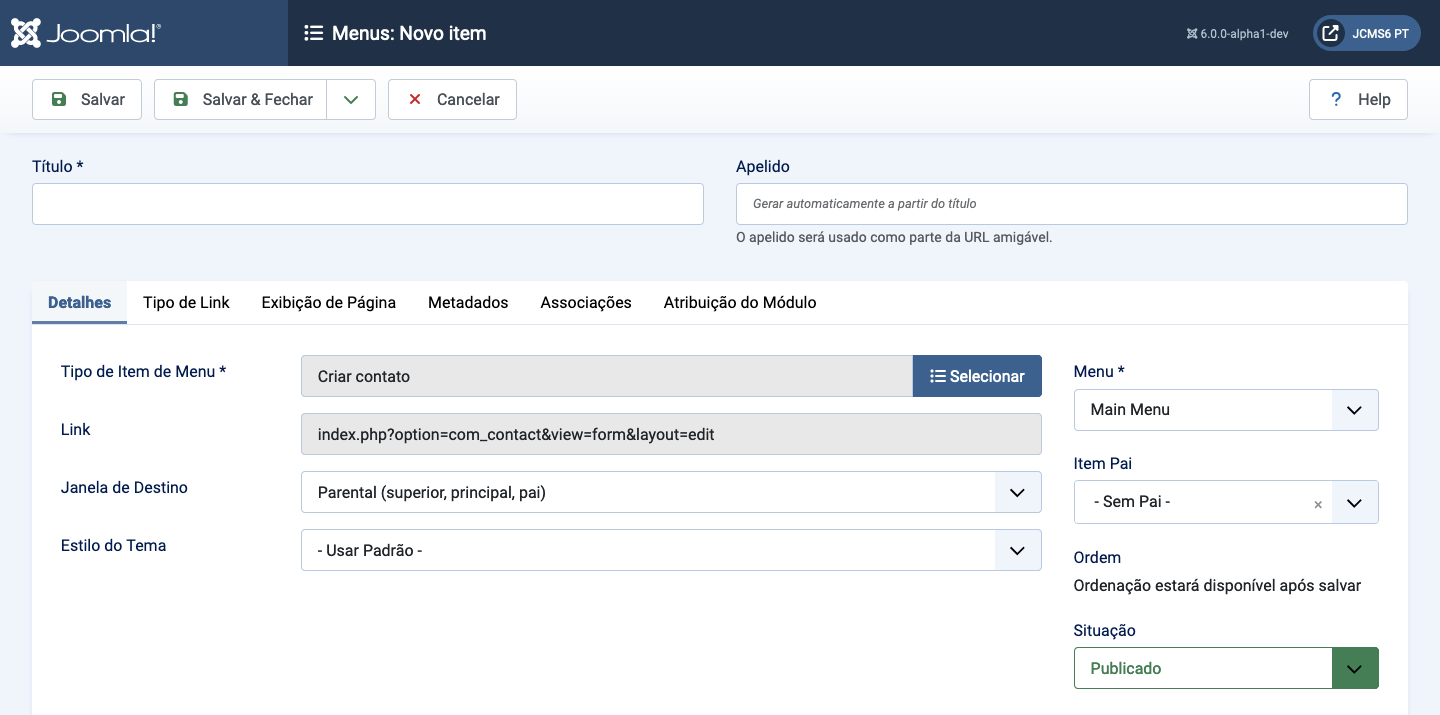 Joomla!®
Menus: Novo item
6.0.0-alpha1-dev
JCMS6 PT
Salvar
Salvar & Fechar
Cancelar
? Help
Título *
Apelido
Gerar automaticamente a partir do título
O apelido será usado como parte da URL amigável.
Detalhes Tipo de Link Exibição de Página Metadados Associações Atribuição do Módulo
Tipo de Item de Menu *
Criar contato
Selecionar
Link
index.php?option=com_contact&view=form&layout=edit
Janela de Destino
Parental (superior, principal, pai)
Estilo do Tema
- Usar Padrão -
Menu *
Main Menu
Item Pai
- Sem Pai -
×
Ordem
Ordenação estará disponível após salvar
Situação
Publicado